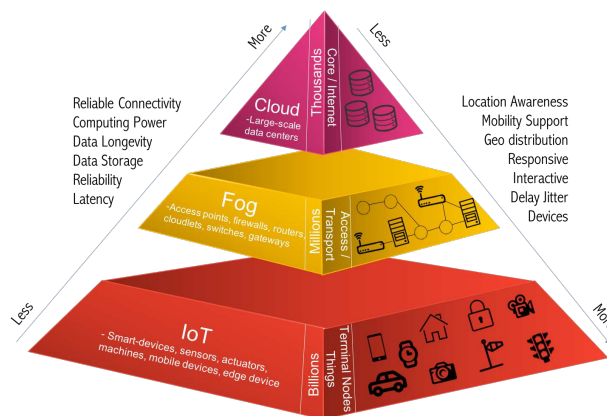 More
Less
Reliable Connectivity
Computing Power
Data Longevity
Data Storage
Reliability
Latency
Less
Cloud
-Large-scale
data centers
Thousands
Core / Internet
Location Awareness
Mobility Support
Geo distribution
Responsive
Interactive
Delay Jitter
Devices
More
Fog
-Access points, firewalls, routers,
cloudlets, switches, gateways
Millions
Access /
Transport
IoT
- Smart-devices, sensors, actuators,
machines, mobile devices, edge device
Billions
Things
Terminal Nodes